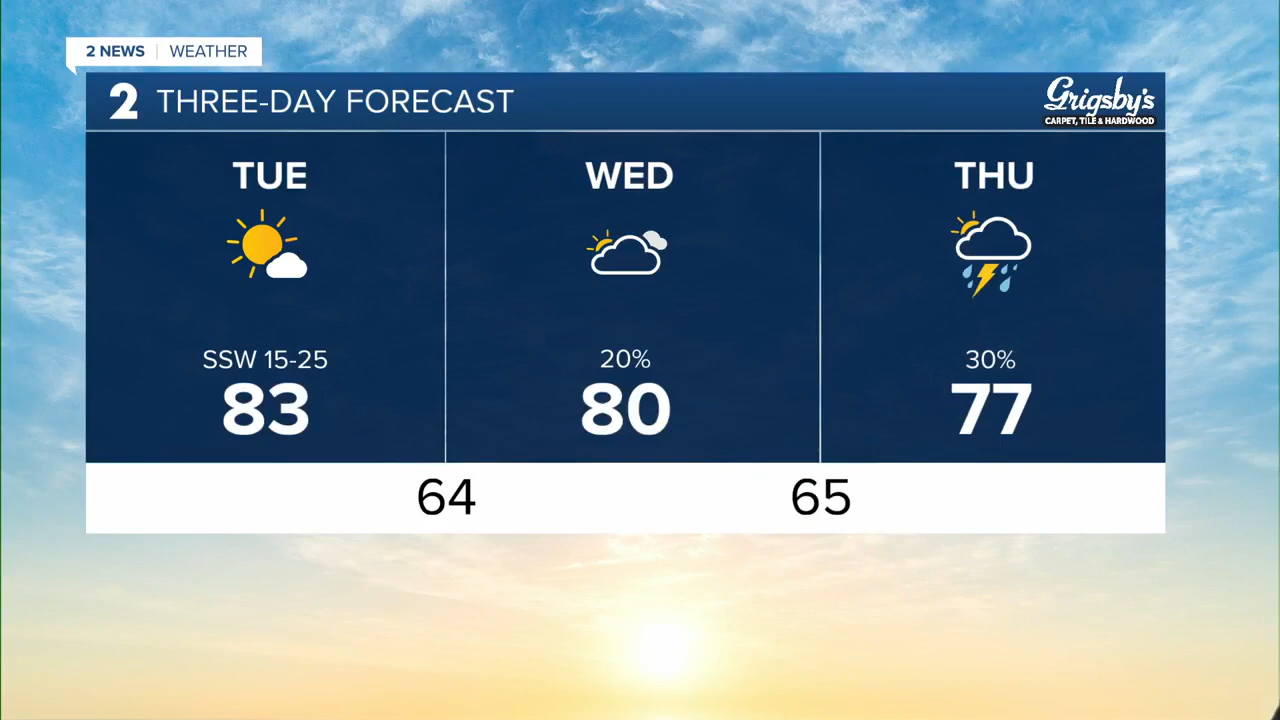 2 NEWS | WEATHER
2 THREE-DAY FORECAST
Grigsby's
CARPET, TILE & HARDWOOD
TUE
WED
THU
SSW 15-25
20%
30%
83
80
77
64
65